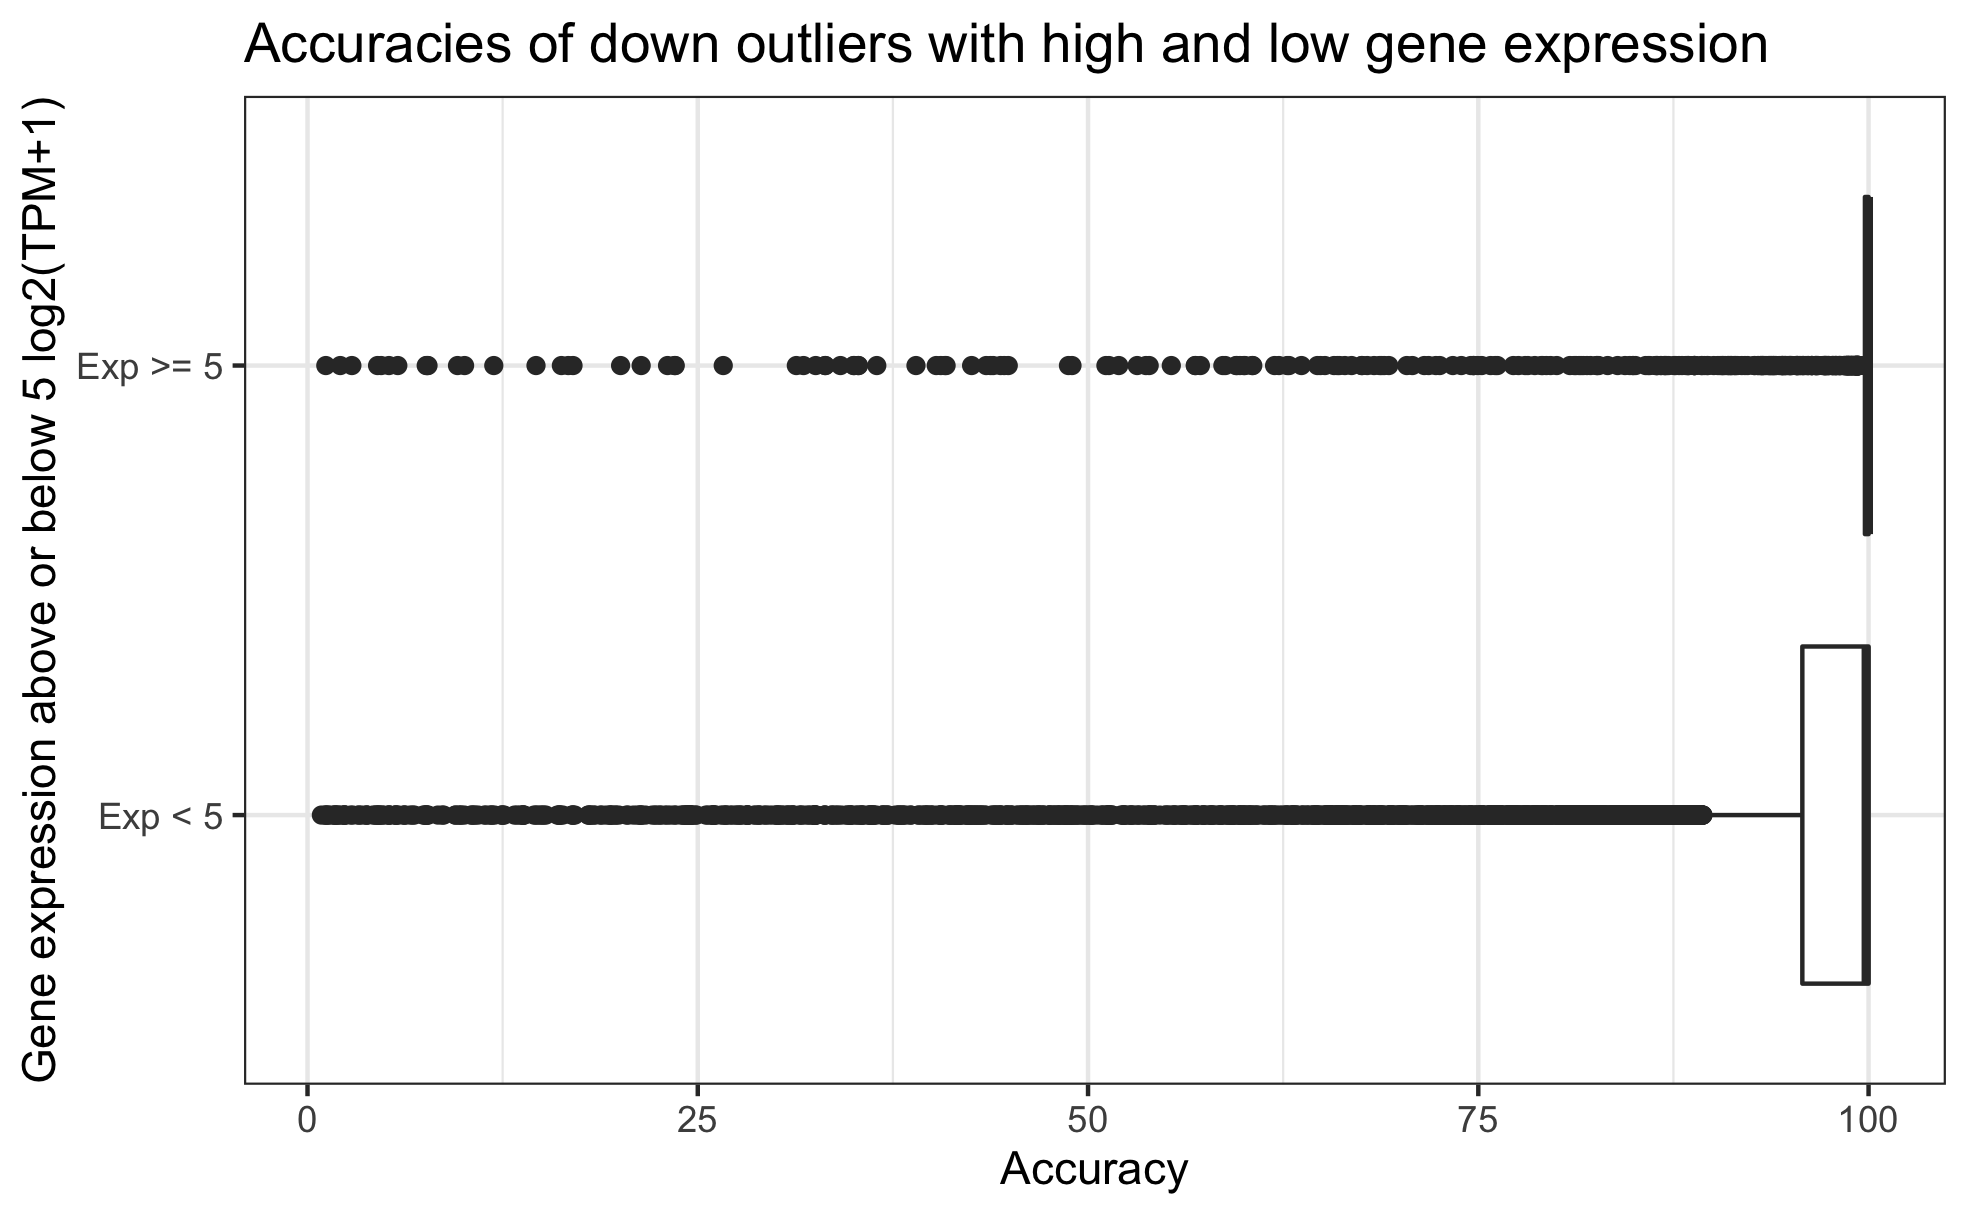 Accuracies of down outliers with high and low gene expression
Gene expression above or below 5 log2(TPM+1)
Exp >= 5
Exp < 5
0 25 50 75 100
Accuracy